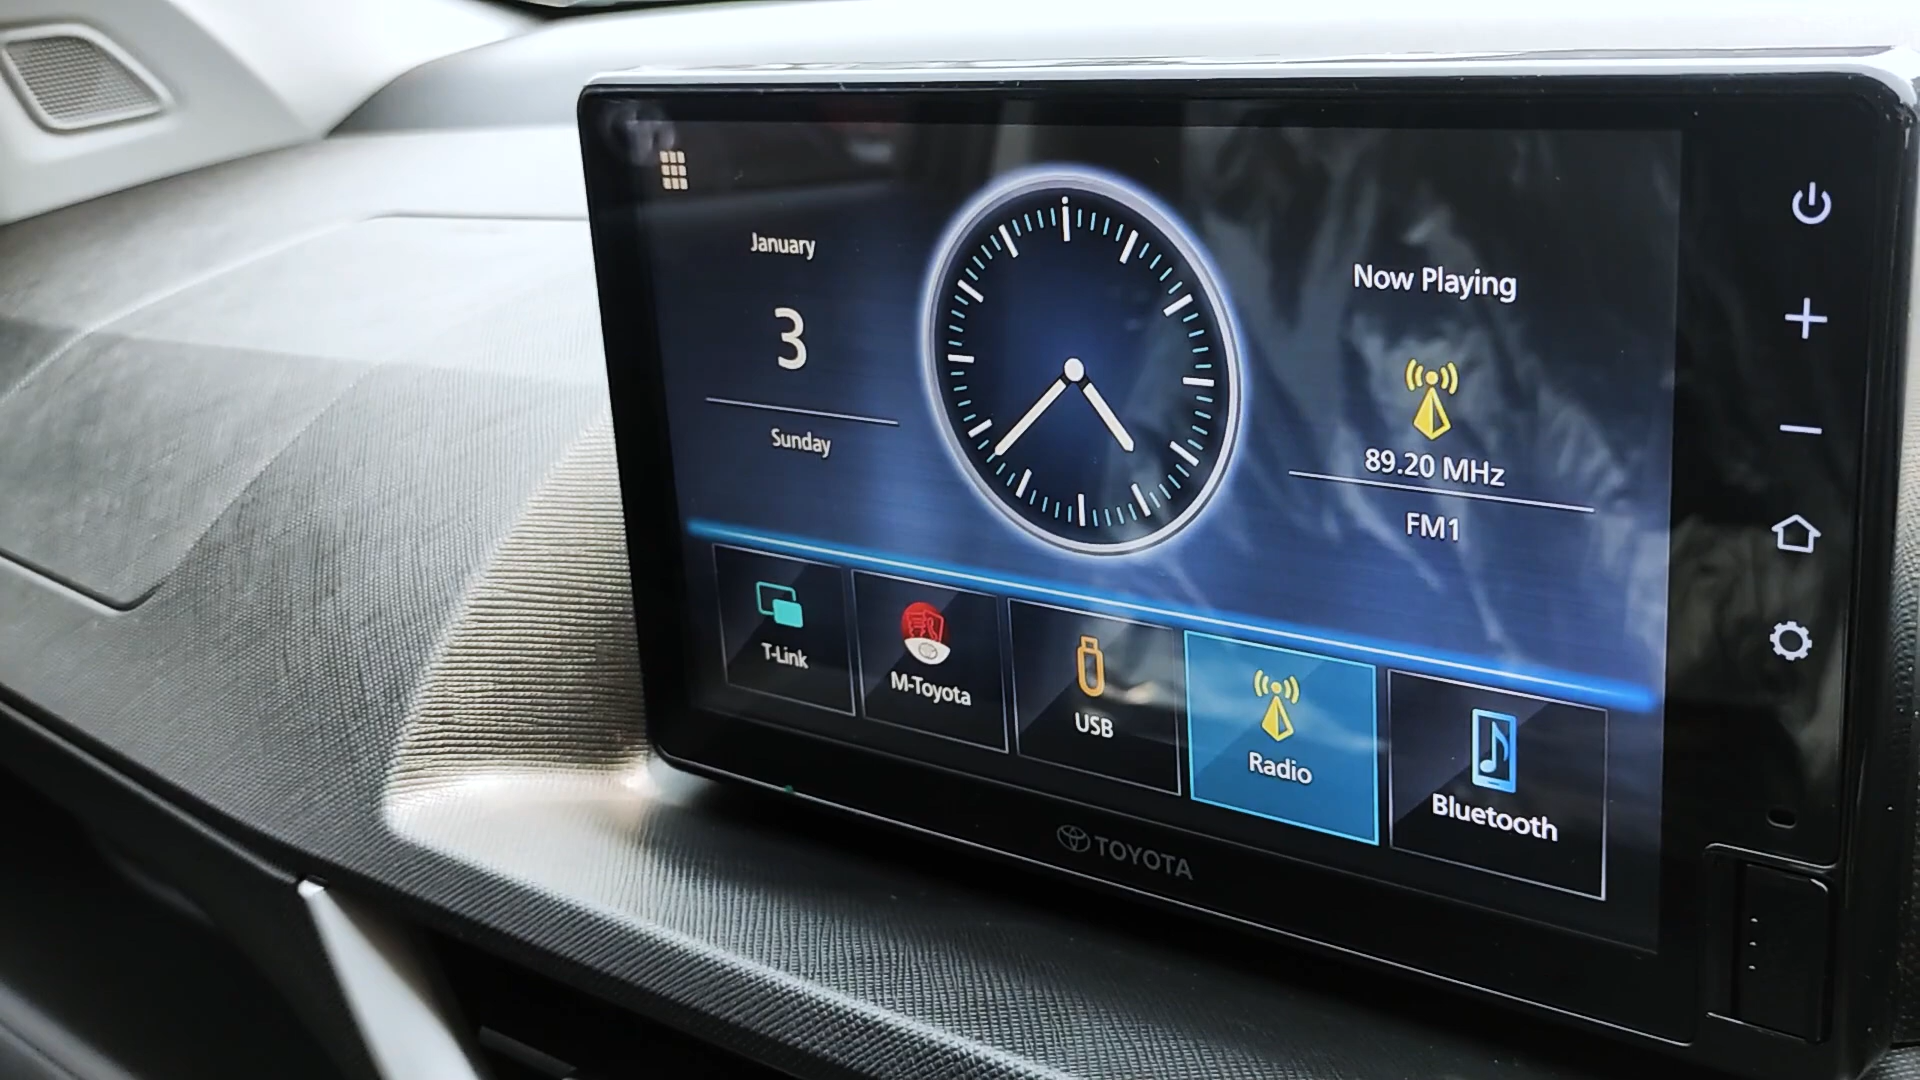 January
3
Sunday
Now Playing
89.20 MHz
FM1
T-Link
M-Toyota
USB
Radio
Bluetooth
TOYOTA